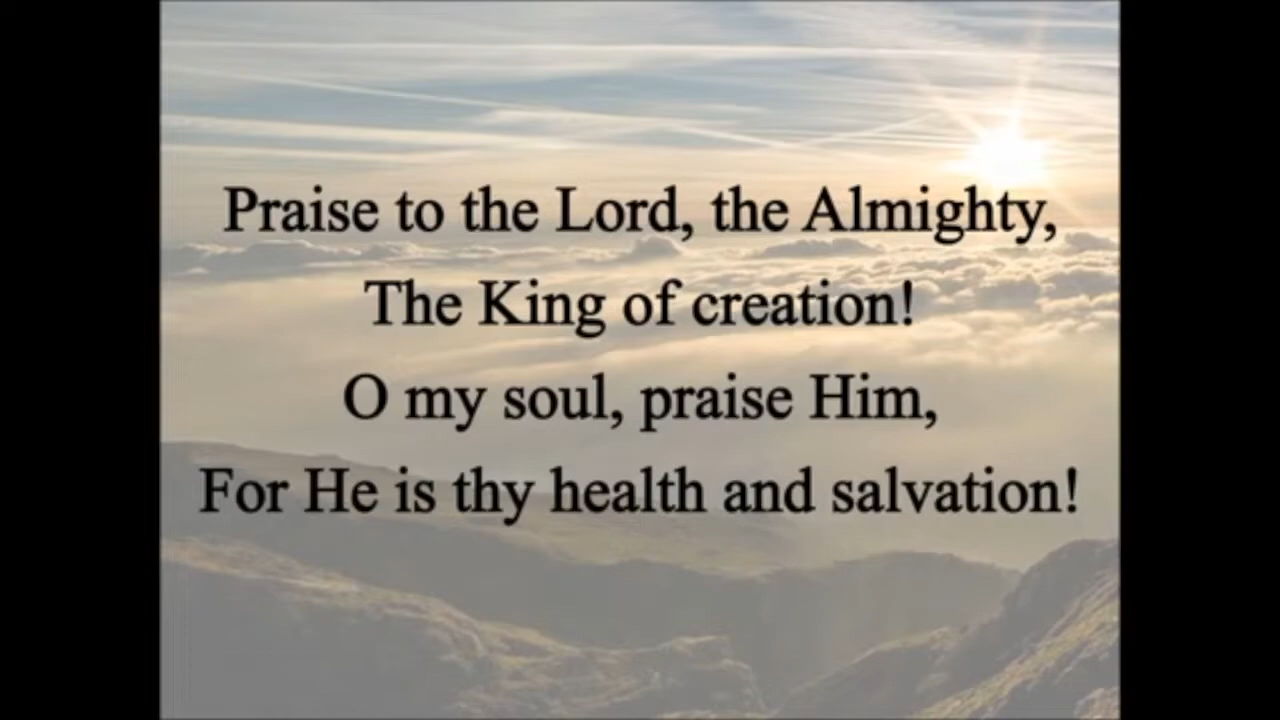 Praise to the Lord, the Almighty,
The King of creation!
O my soul, praise Him,
For He is thy health and salvation!